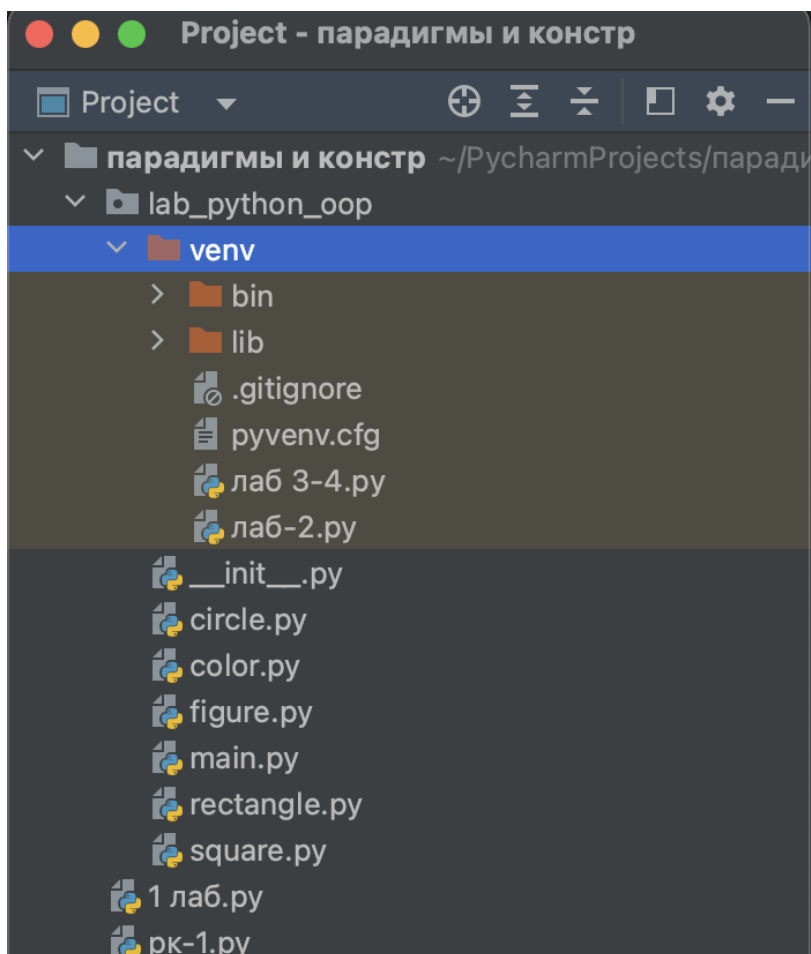 Project - парадигмы и констр
Project
парадигмы и констр ~/PycharmProjects/паради
lab_python_oop
venv
bin
lib
.gitignore
pyvenv.cfg
лаб 3-4.py
лаб-2.py
__init__.py
circle.py
color.py
figure.py
main.py
rectangle.py
square.py
1 лаб.py
рк-1.py